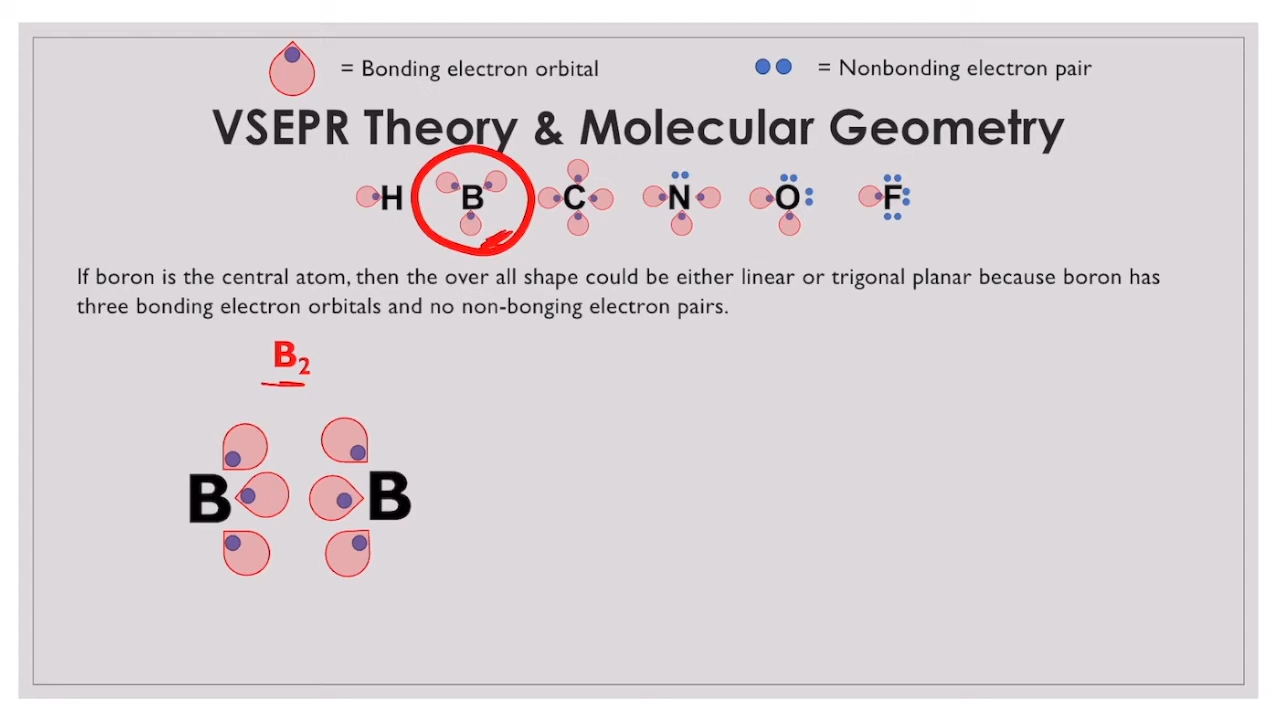 = Bonding electron orbital = Nonbonding electron pair
VSEPR Theory & Molecular Geometry
H B C N O F
If boron is the central atom, then the over all shape could be either linear or trigonal planar because boron has
three bonding electron orbitals and no non-bonging electron pairs.
B₂
B B